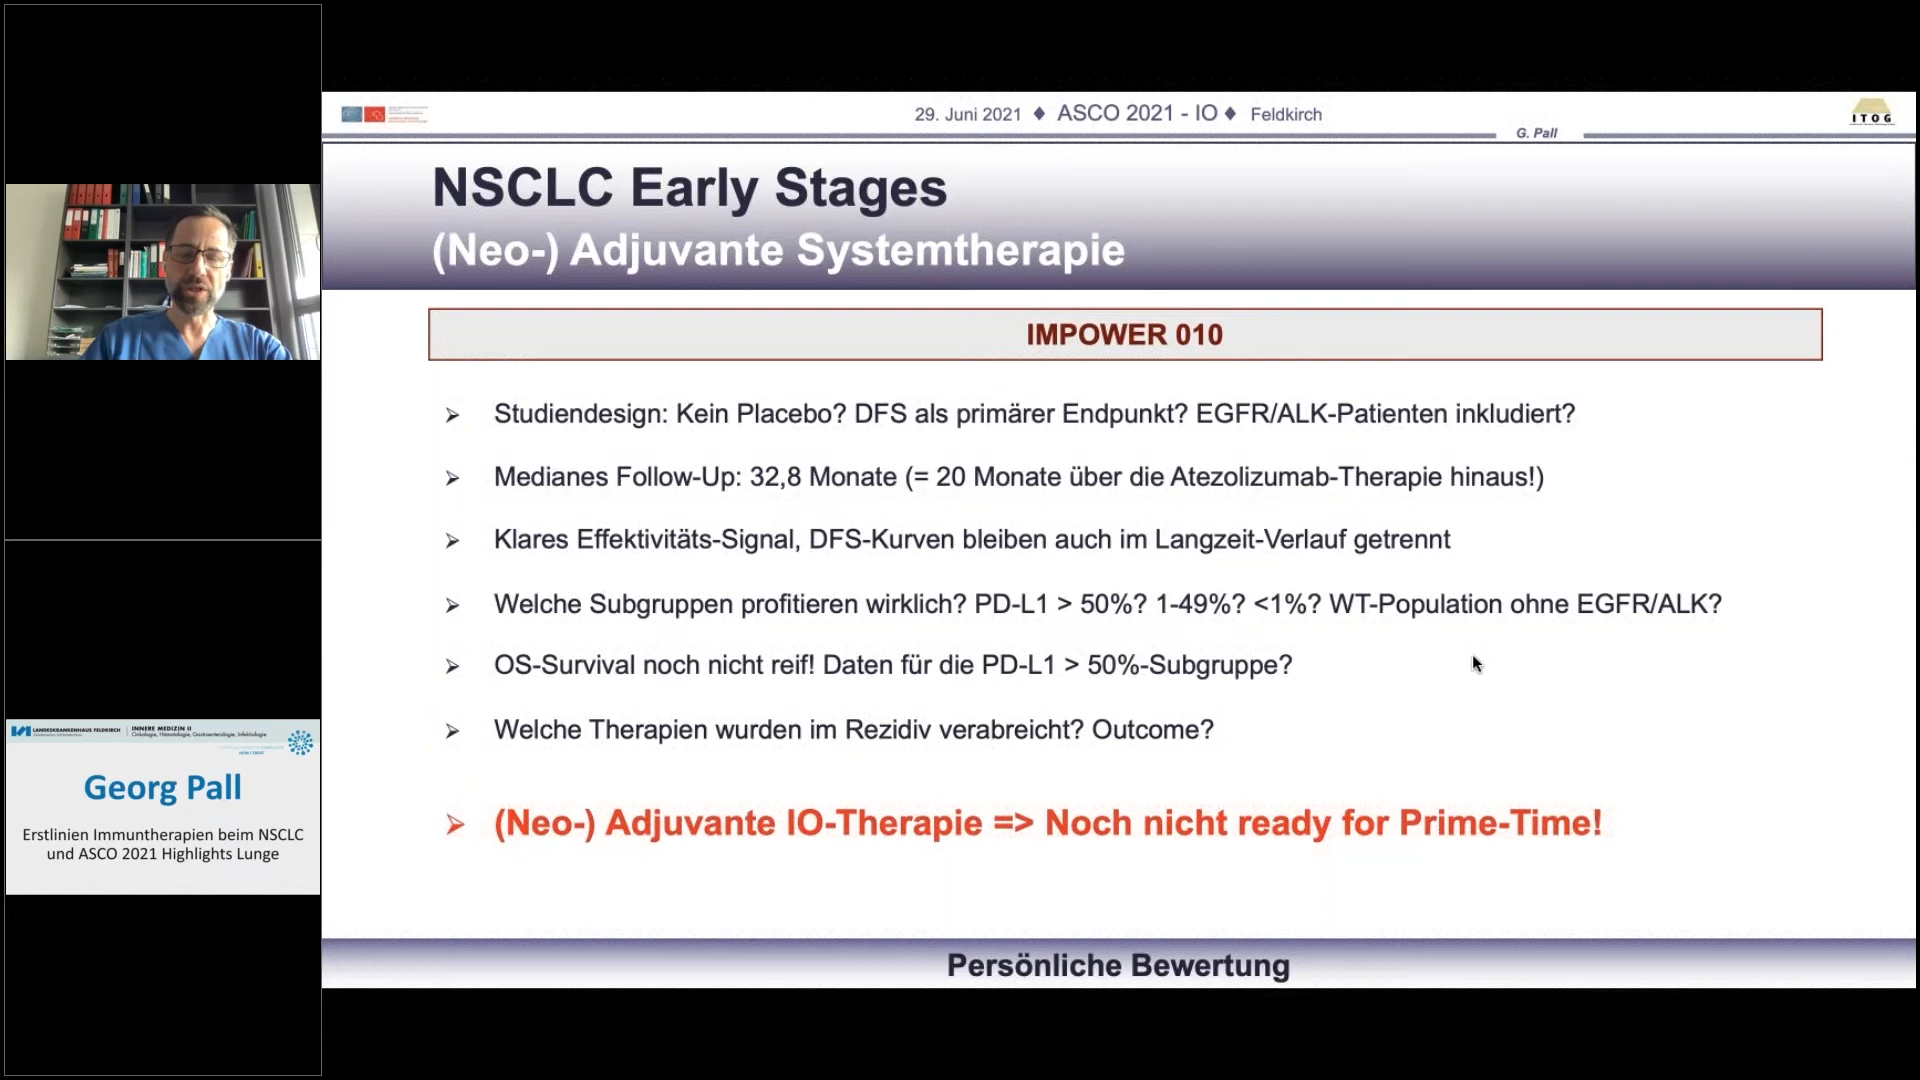 29. Juni 2021 ♦ ASCO 2021 - IO ♦ Feldkirch
ITOG
G. Pall
NSCLC Early Stages
(Neo-) Adjuvante Systemtherapie
IMPOWER 010
➢ Studiendesign: Kein Placebo? DFS als primärer Endpunkt? EGFR/ALK-Patienten inkludiert?
➢ Medianes Follow-Up: 32,8 Monate (= 20 Monate über die Atezolizumab-Therapie hinaus!)
➢ Klares Effektivitäts-Signal, DFS-Kurven bleiben auch im Langzeit-Verlauf getrennt
➢ Welche Subgruppen profitieren wirklich? PD-L1 > 50%? 1-49%? <1%? WT-Population ohne EGFR/ALK?
➢ OS-Survival noch nicht reif! Daten für die PD-L1 > 50%-Subgruppe?
➢ Welche Therapien wurden im Rezidiv verabreicht? Outcome?
➢ (Neo-) Adjuvante IO-Therapie => Noch nicht ready for Prime-Time!
Persönliche Bewertung
LANDESKRANKENHAUS FELDKIRCH
INNERE MEDIZIN II
Onkologie, Hämatologie, Gastroenterologie, Infektiologie
Georg Pall
Erstlinien Immuntherapien beim NSCLC
und ASCO 2021 Highlights Lunge